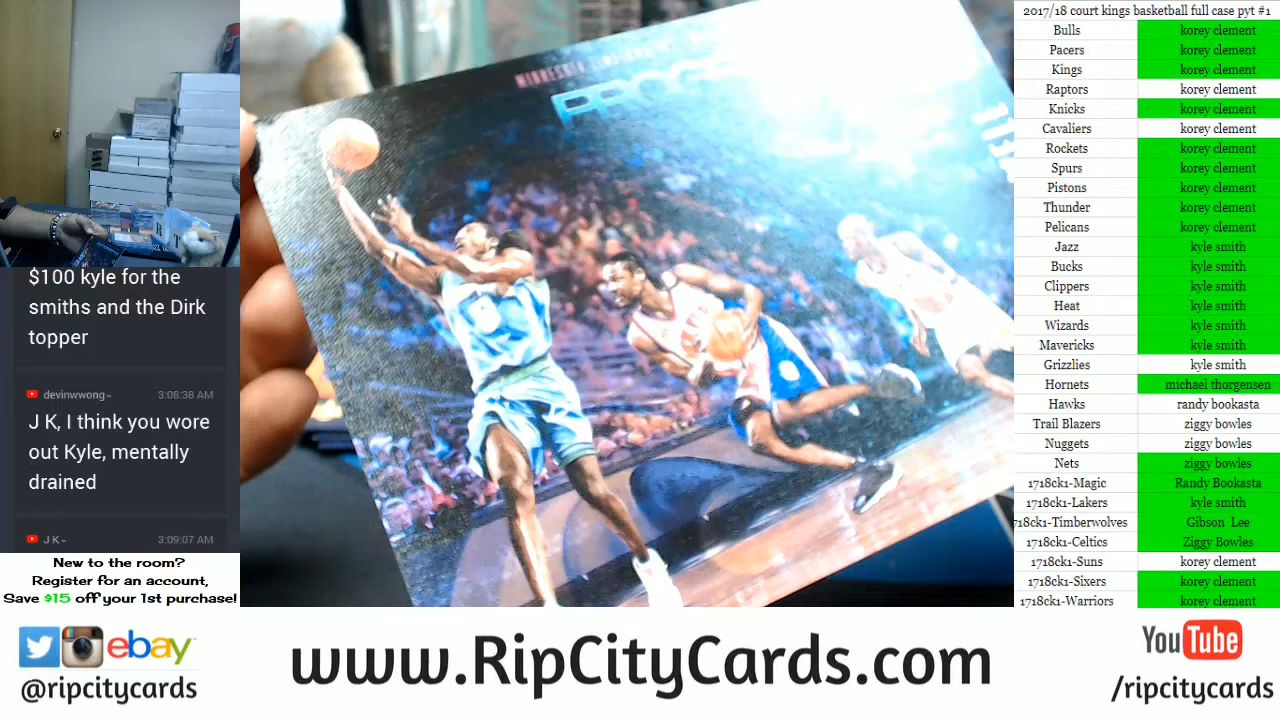 2017/18 court kings basketball full case pyt #1
Bulls korey clement
Pacers korey clement
Kings korey clement
Raptors korey clement
Knicks korey clement
Cavaliers korey clement
Rockets korey clement
Spurs korey clement
Pistons korey clement
Thunder korey clement
Pelicans korey clement
Jazz kyle smith
Bucks kyle smith
Clippers kyle smith
Heat kyle smith
Wizards kyle smith
Mavericks kyle smith
Grizzlies kyle smith
Hornets michael thorgensen
Hawks randy bookasta
Trail Blazers ziggy bowles
Nuggets ziggy bowles
Nets ziggy bowles
1718ck1-Magic Randy Bookasta
1718ck1-Lakers kyle smith
718ck1-Timberwolves Gibson Lee
1718ck1-Celtics Ziggy Bowles
1718ck1-Suns korey clement
1718ck1-Sixers korey clement
1718ck1-Warriors korey clement
MINNESOTA
$100 kyle for the
smiths and the Dirk
topper
devinwwong 3:08:38 AM
J K, I think you wore
out Kyle, mentally
drained
J K 3:09:07 AM
New to the room?
Register for an account,
Save $15 off your 1st purchase!
ebay
@ripcitycards
www.RipCityCards.com
YouTube
/ripcitycards